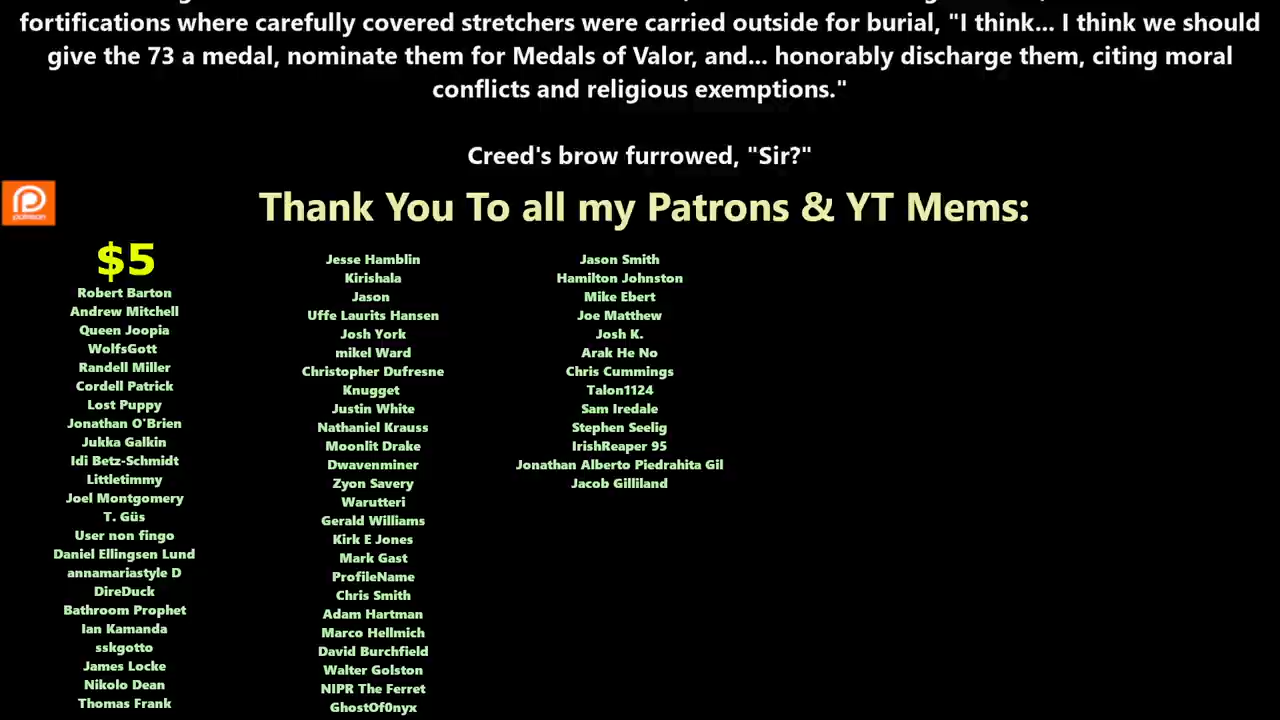 fortifications where carefully covered stretchers were carried outside for burial, "I think... I think we should
give the 73 a medal, nominate them for Medals of Valor, and... honorably discharge them, citing moral
conflicts and religious exemptions."
Creed's brow furrowed, "Sir?"
patreon
Thank You To all my Patrons & YT Mems:
$5
Robert Barton
Andrew Mitchell
Queen Joopia
WolfsGott
Randell Miller
Cordell Patrick
Lost Puppy
Jonathan O'Brien
Jukka Galkin
Idi Betz-Schmidt
Littletimmy
Joel Montgomery
T. Güs
User non fingo
Daniel Ellingsen Lund
annamariastyle D
DireDuck
Bathroom Prophet
Ian Kamanda
sskgotto
James Locke
Nikolo Dean
Thomas Frank
Jesse Hamblin
Kirishala
Jason
Uffe Laurits Hansen
Josh York
mikel Ward
Christopher Dufresne
Knugget
Justin White
Nathaniel Krauss
Moonlit Drake
Dwavenminer
Zyon Savery
Warutteri
Gerald Williams
Kirk E Jones
Mark Gast
ProfileName
Chris Smith
Adam Hartman
Marco Hellmich
David Burchfield
Walter Golston
NIPR The Ferret
GhostOf0nyx
Jason Smith
Hamilton Johnston
Mike Ebert
Joe Matthew
Josh K.
Arak He No
Chris Cummings
Talon1124
Sam Iredale
Stephen Seelig
IrishReaper 95
Jonathan Alberto Piedrahita Gil
Jacob Gilliland